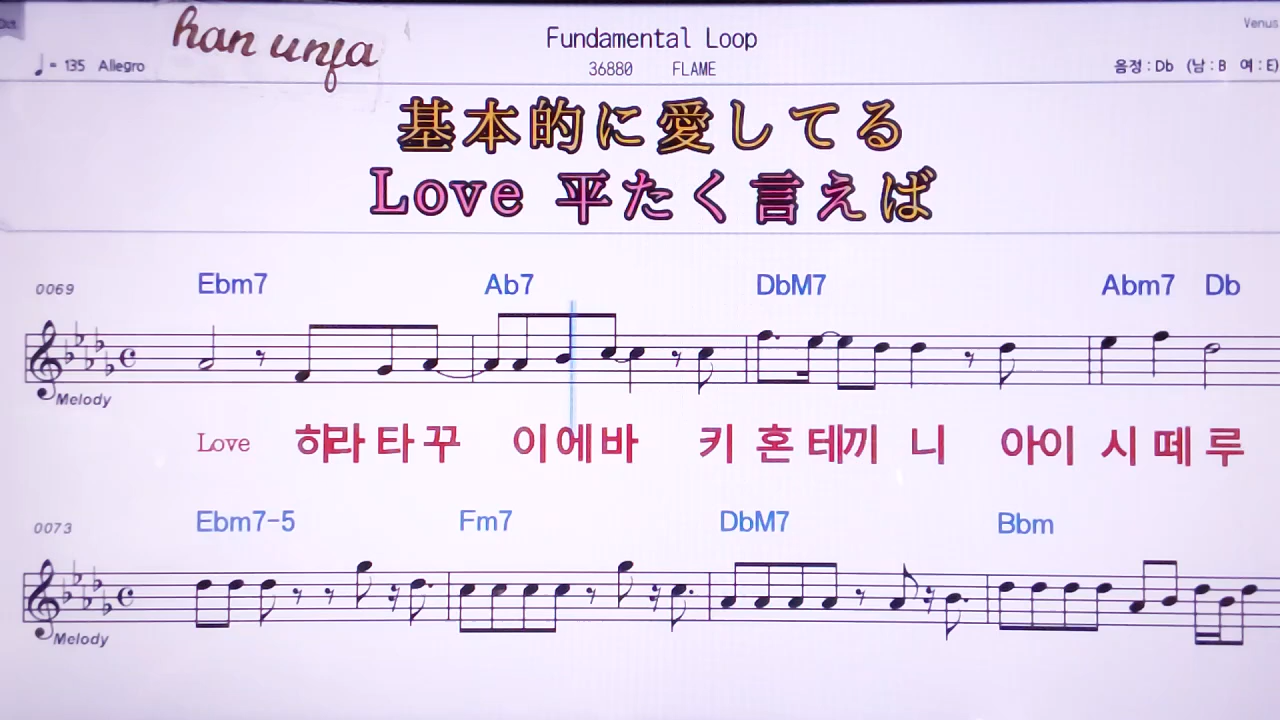 Oct.
han unfa
Fundamental Loop
Venus
♩= 135 Allegro
36880 FLAME
음정 : Db (남 : B 여 : E)
基本的に愛してる
Love 平たく言えば
0069
Ebm7 Ab7 DbM7 Abm7 Db
Melody
Love 히라 타 꾸 이 에 바 키 혼 테끼 니 아이 시 떼 루
0073
Ebm7-5 Fm7 DbM7 Bbm
Melody